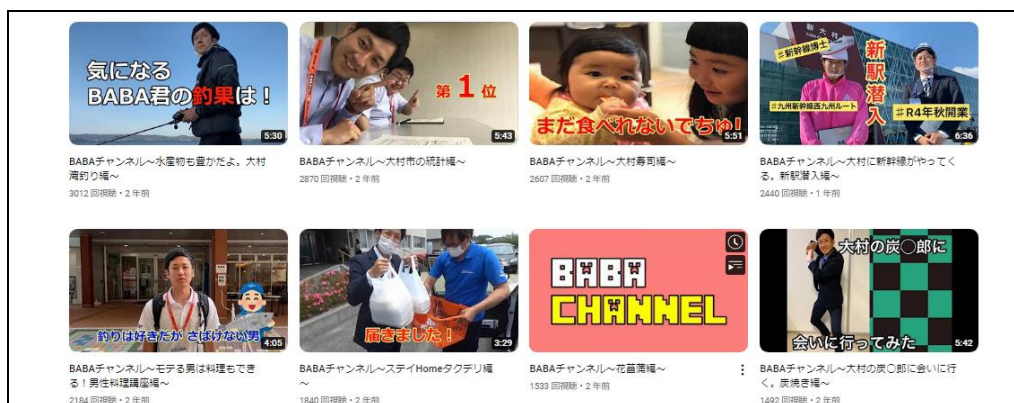 気になる
BABA君の釣果は！
5:30
第1位
5:43
まだ食べれないでちゅ!
5:51
#新幹線博士
新大村
新駅潜入
#九州新幹線西九州ルート
#R4年秋開業
6:36
BABAチャンネル～水産物も豊かだよ。大村
湾釣り編～
3012 回視聴・2 年前
BABAチャンネル～大村市の統計編～
2870 回視聴・2 年前
BABAチャンネル～大村寿司編～
2607 回視聴・2 年前
BABAチャンネル～大村に新幹線がやってく
る。新駅潜入編～
2440 回視聴・1 年前
釣りは好きだが さばけない男
4:05
届きました！
3:29
BABA
CHANNEL
大村の炭◯郎に
会いに行ってみた
5:42
BABAチャンネル～モテる男は料理もでき
る！男性料理講座編～
2184 回視聴・2 年前
BABAチャンネル～ステイHomeタクデリ編
～
1840 回視聴・2 年前
BABAチャンネル～花菖蒲編～
1533 回視聴・2 年前
BABAチャンネル～大村の炭〇郎に会いに行
く。炭焼き編～
1492 回視聴・2 年前